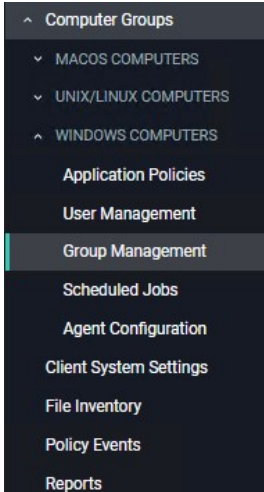 Computer Groups
MACOS COMPUTERS
UNIX/LINUX COMPUTERS
WINDOWS COMPUTERS
Application Policies
User Management
Group Management
Scheduled Jobs
Agent Configuration
Client System Settings
File Inventory
Policy Events
Reports